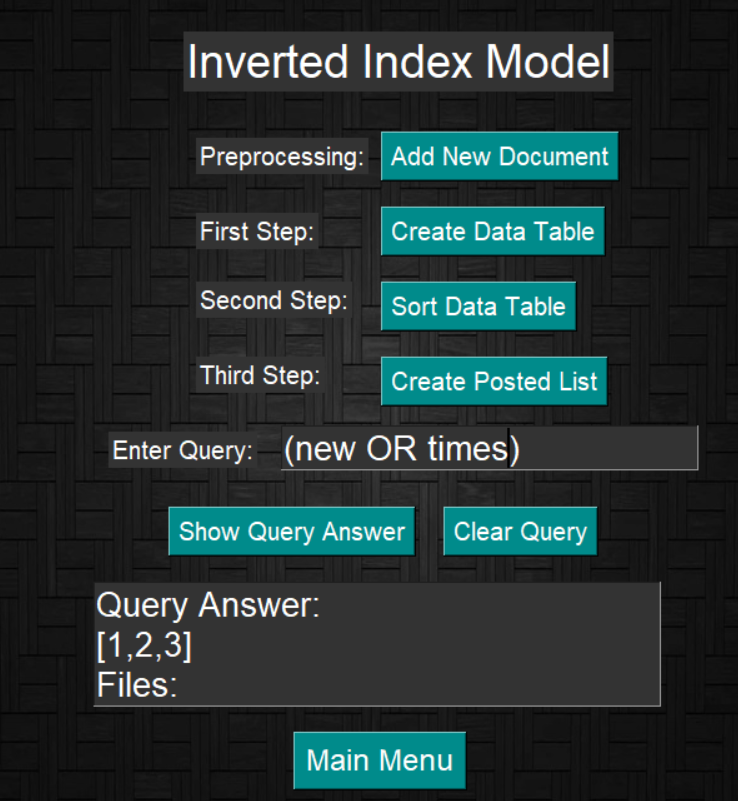 Inverted Index Model
Preprocessing: Add New Document
First Step: Create Data Table
Second Step: Sort Data Table
Third Step: Create Posted List
Enter Query: (new OR times)
Show Query Answer Clear Query
Query Answer:
[1,2,3]
Files:
Main Menu